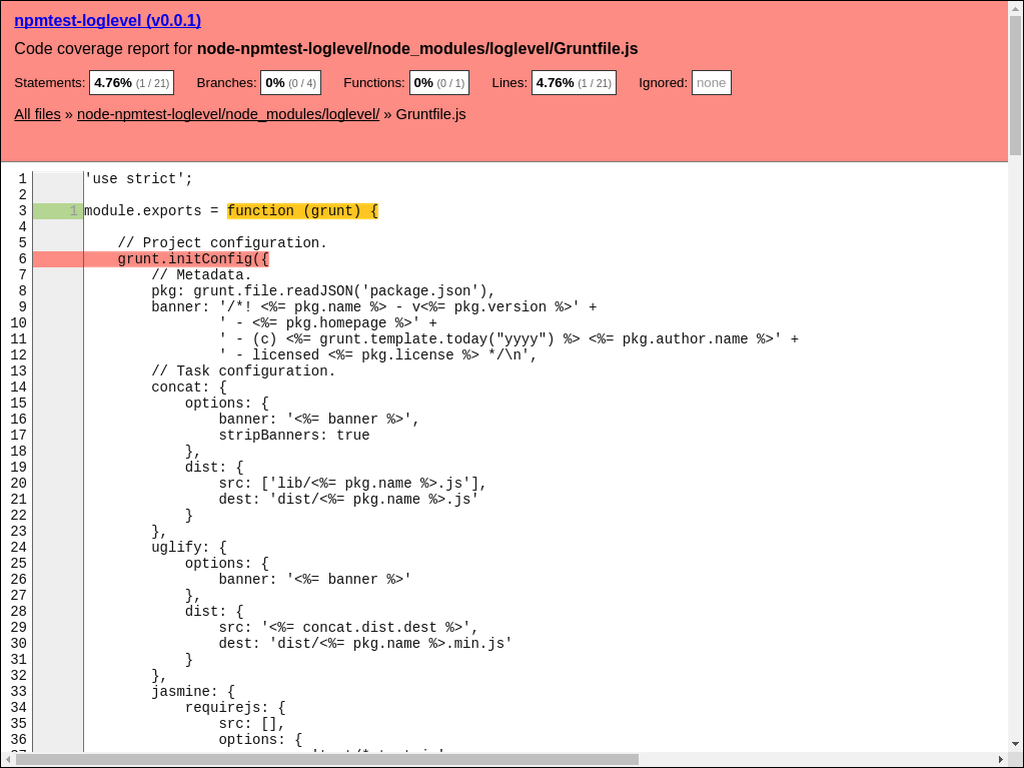 npmtest-loglevel (v0.0.1)
Code coverage report for node-npmtest-loglevel/node_modules/loglevel/Gruntfile.js
Statements: 4.76% (1 / 21) Branches: 0% (0 / 4) Functions: 0% (0 / 1) Lines: 4.76% (1 / 21) Ignored: none
All files » node-npmtest-loglevel/node_modules/loglevel/ » Gruntfile.js
1 'use strict';
2
3 1 module.exports = function (grunt) {
4
5 // Project configuration.
6 grunt.initConfig({
7 // Metadata.
8 pkg: grunt.file.readJSON('package.json'),
9 banner: '/*! <%= pkg.name %> - v<%= pkg.version %>' +
10 ' - <%= pkg.homepage %>' +
11 ' - (c) <%= grunt.template.today("yyyy") %> <%= pkg.author.name %>' +
12 ' - licensed <%= pkg.license %> */\n',
13 // Task configuration.
14 concat: {
15 options: {
16 banner: '<%= banner %>',
17 stripBanners: true
18 },
19 dist: {
20 src: ['lib/<%= pkg.name %>.js'],
21 dest: 'dist/<%= pkg.name %>.js'
22 }
23 },
24 uglify: {
25 options: {
26 banner: '<%= banner %>'
27 },
28 dist: {
29 src: '<%= concat.dist.dest %>',
30 dest: 'dist/<%= pkg.name %>.min.js'
31 }
32 },
33 jasmine: {
34 requirejs: {
35 src: [],
36 options: {